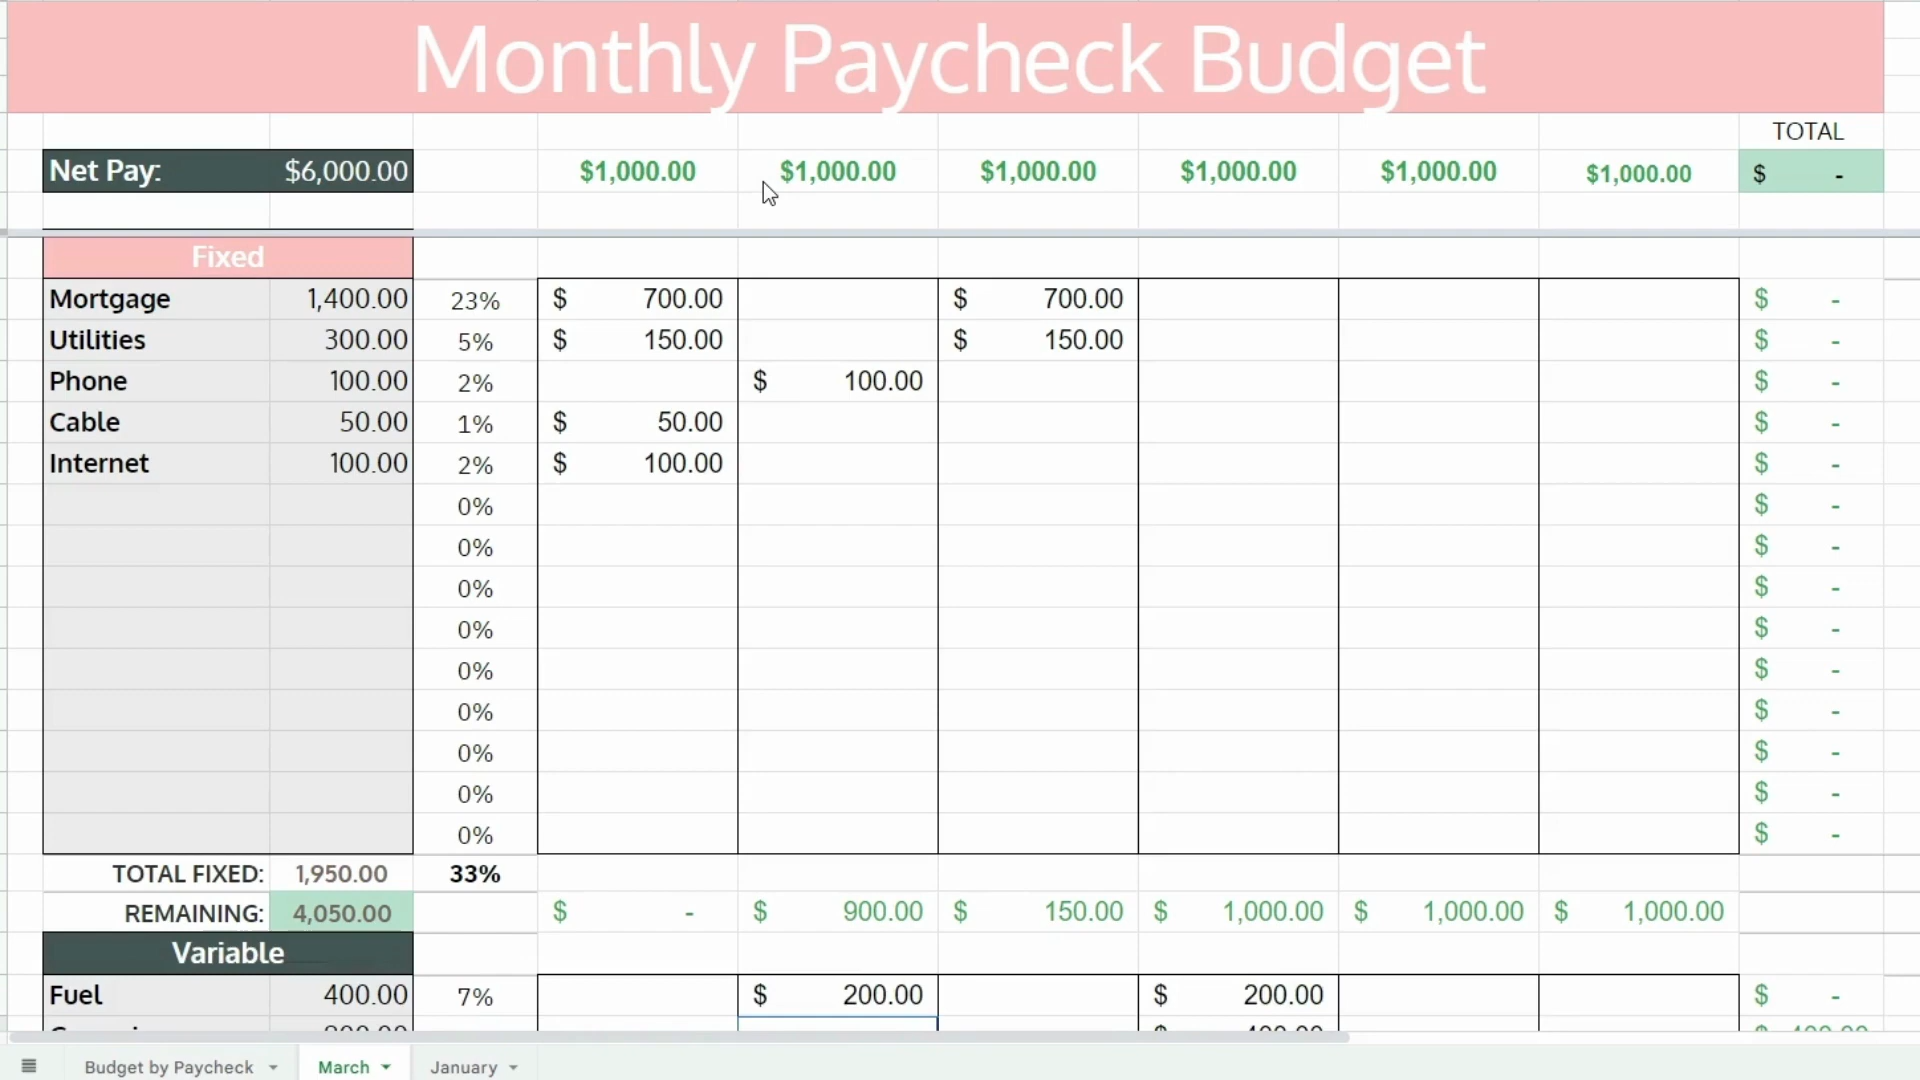 Monthly Paycheck Budget
TOTAL
Net Pay: $6,000.00 $1,000.00 $1,000.00 $1,000.00 $1,000.00 $1,000.00 $1,000.00 $ -
Fixed
Mortgage 1,400.00 23% $ 700.00 $ 700.00 $ -
Utilities 300.00 5% $ 150.00 $ 150.00 $ -
Phone 100.00 2% $ 100.00 $ -
Cable 50.00 1% $ 50.00 $ -
Internet 100.00 2% $ 100.00 $ -
0% $ -
0% $ -
0% $ -
0% $ -
0% $ -
0% $ -
0% $ -
0% $ -
0% $ -
TOTAL FIXED: 1,950.00 33%
REMAINING: 4,050.00 $ - $ 900.00 $ 150.00 $ 1,000.00 $ 1,000.00 $ 1,000.00
Variable
Fuel 400.00 7% $ 200.00 $ 200.00 $ -
Budget by Paycheck March January